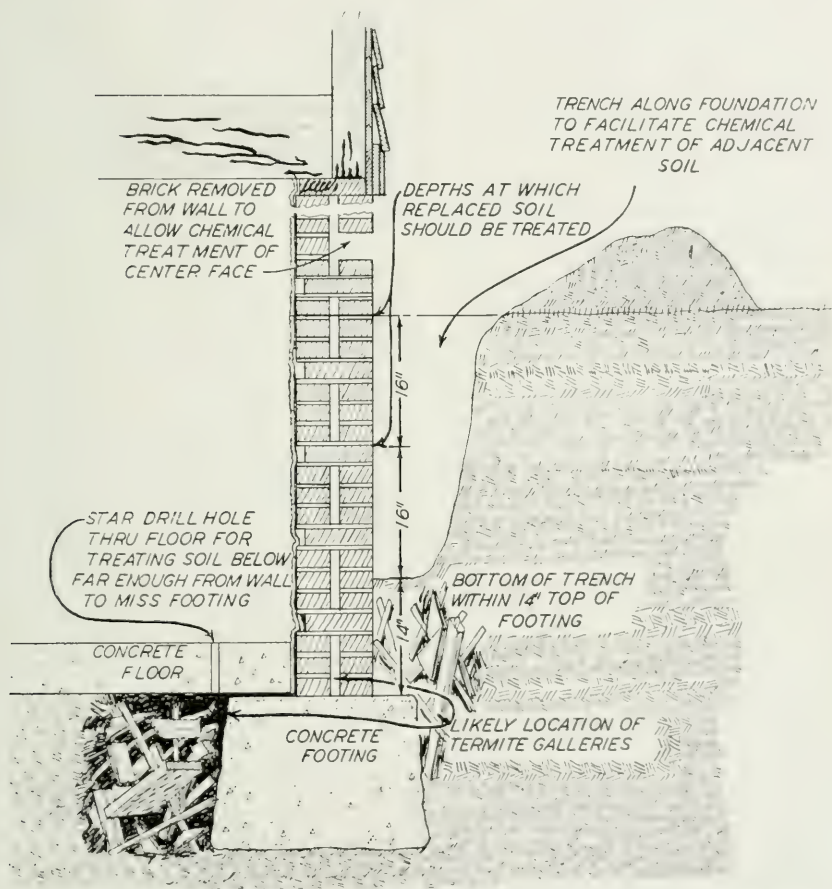 TRENCH ALONG FOUNDATION
TO FACILITATE CHEMICAL
TREATMENT OF ADJACENT
SOIL
BRICK REMOVED
FROM WALL TO
ALLOW CHEMICAL
TREATMENT OF
CENTER FACE
DEPTHS AT WHICH
REPLACED SOIL
SHOULD BE TREATED
16"
16"
14"
STAR DRILL HOLE
THRU FLOOR FOR
TREATING SOIL BELOW
FAR ENOUGH FROM WALL
TO MISS FOOTING
BOTTOM OF TRENCH
WITHIN 14" TOP OF
FOOTING
CONCRETE
FLOOR
CONCRETE
FOOTING
LIKELY LOCATION OF
TERMITE GALLERIES